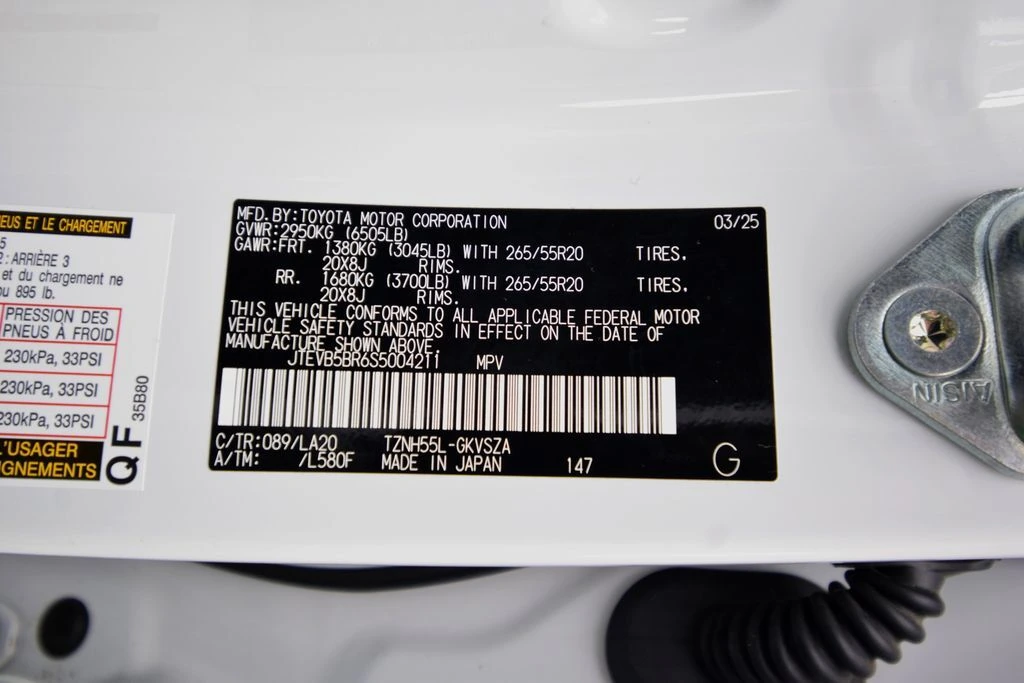 NEUS ET LE CHARGEMENT
5
2 : ARRIÈRE 3
et du chargement ne
ou 895 lb.
PRESSION DES
PNEUS À FROID
230kPa, 33PSI
230kPa, 33PSI
230kPa, 33PSI
L'USAGER
IGNEMENTS
QF 35B80
MFD. BY: TOYOTA MOTOR CORPORATION 03/25
GVWR: 2950KG (6505LB)
GAWR: FRT. 1380KG (3045LB) WITH 265/55R20 TIRES.
20X8J RIMS.
RR. 1680KG (3700LB) WITH 265/55R20 TIRES.
20X8J RIMS.
THIS VEHICLE CONFORMS TO ALL APPLICABLE FEDERAL MOTOR
VEHICLE SAFETY STANDARDS IN EFFECT ON THE DATE OF
MANUFACTURE SHOWN ABOVE
JTEVB5BR6S5004211 MPV
C/TR: 089/LA20 TZNH55L-GKVSZA
A/TM: /L580F MADE IN JAPAN 147 G
AISIN